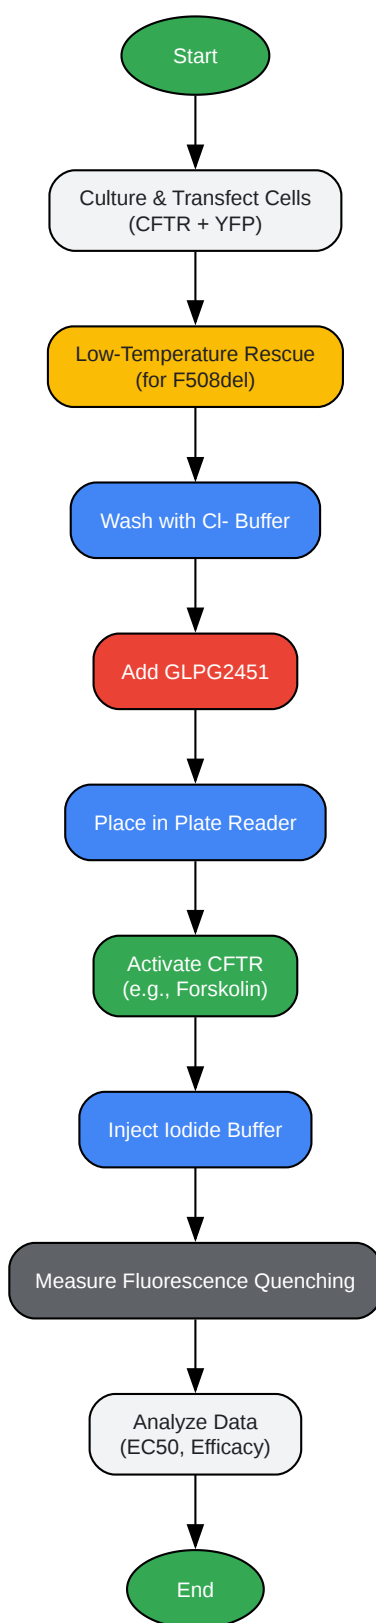 Start
Culture & Transfect Cells
(CFTR + YFP)
Low-Temperature Rescue
(for F508del)
Wash with Cl- Buffer
Add GLPG2451
Place in Plate Reader
Activate CFTR
(e.g., Forskolin)
Inject Iodide Buffer
Measure Fluorescence Quenching
Analyze Data
(EC50, Efficacy)
End